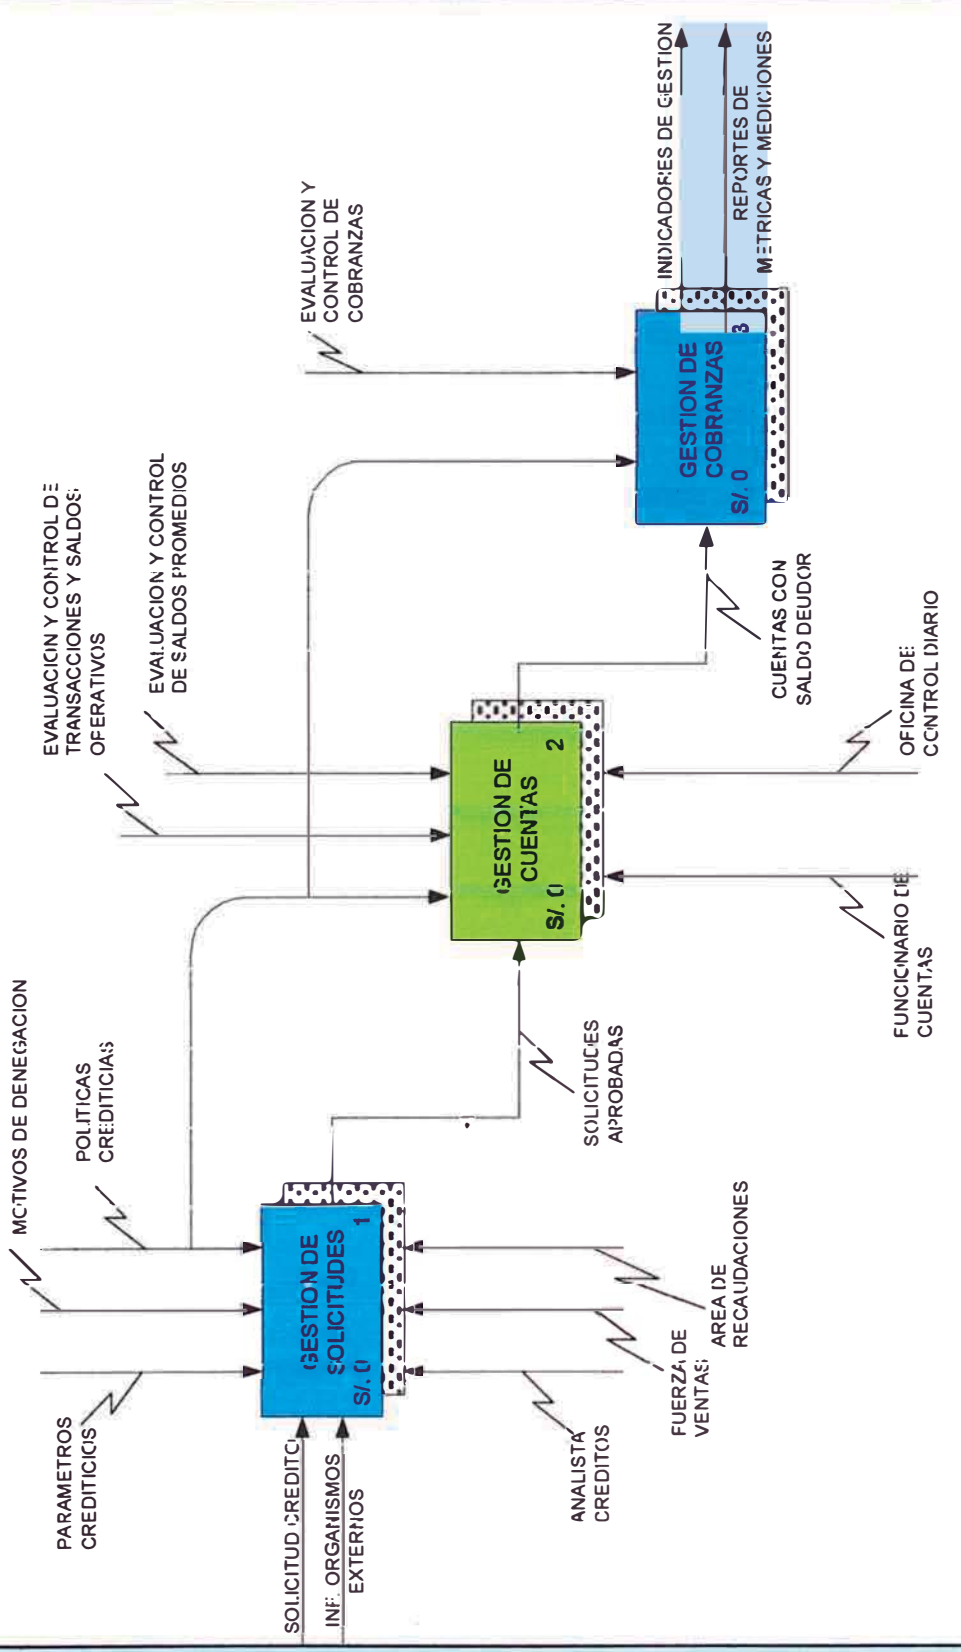 PARAMETROS
CREDITICIOS
MOTIVOS DE DENEGACION
POLITICAS
CREDITICIAS
SOLICITUD CREDITO
INF. ORGANISMOS
EXTERNOS
GESTION DE
SOLICITUDES
S/. 0
1
ANALISTA
CREDITOS
FUERZA DE
VENTAS
AREA DE
RECAUDACIONES
SOLICITUDES
APROBADAS
EVALUACION Y CONTROL DE
TRANSACCIONES Y SALDOS
OPERATIVOS
EVALUACION Y CONTROL
DE SALDOS PROMEDIOS
GESTION DE
CUENTAS
S/. 0
2
FUNCIONARIO DE
CUENTAS
OFICINA DE
CONTROL DIARIO
CUENTAS CON
SALDO DEUDOR
EVALUACION Y
CONTROL DE
COBRANZAS
GESTION DE
COBRANZAS
S/. 0
3
INDICADORES DE GESTION
REPORTES DE
METRICAS Y MEDICIONES